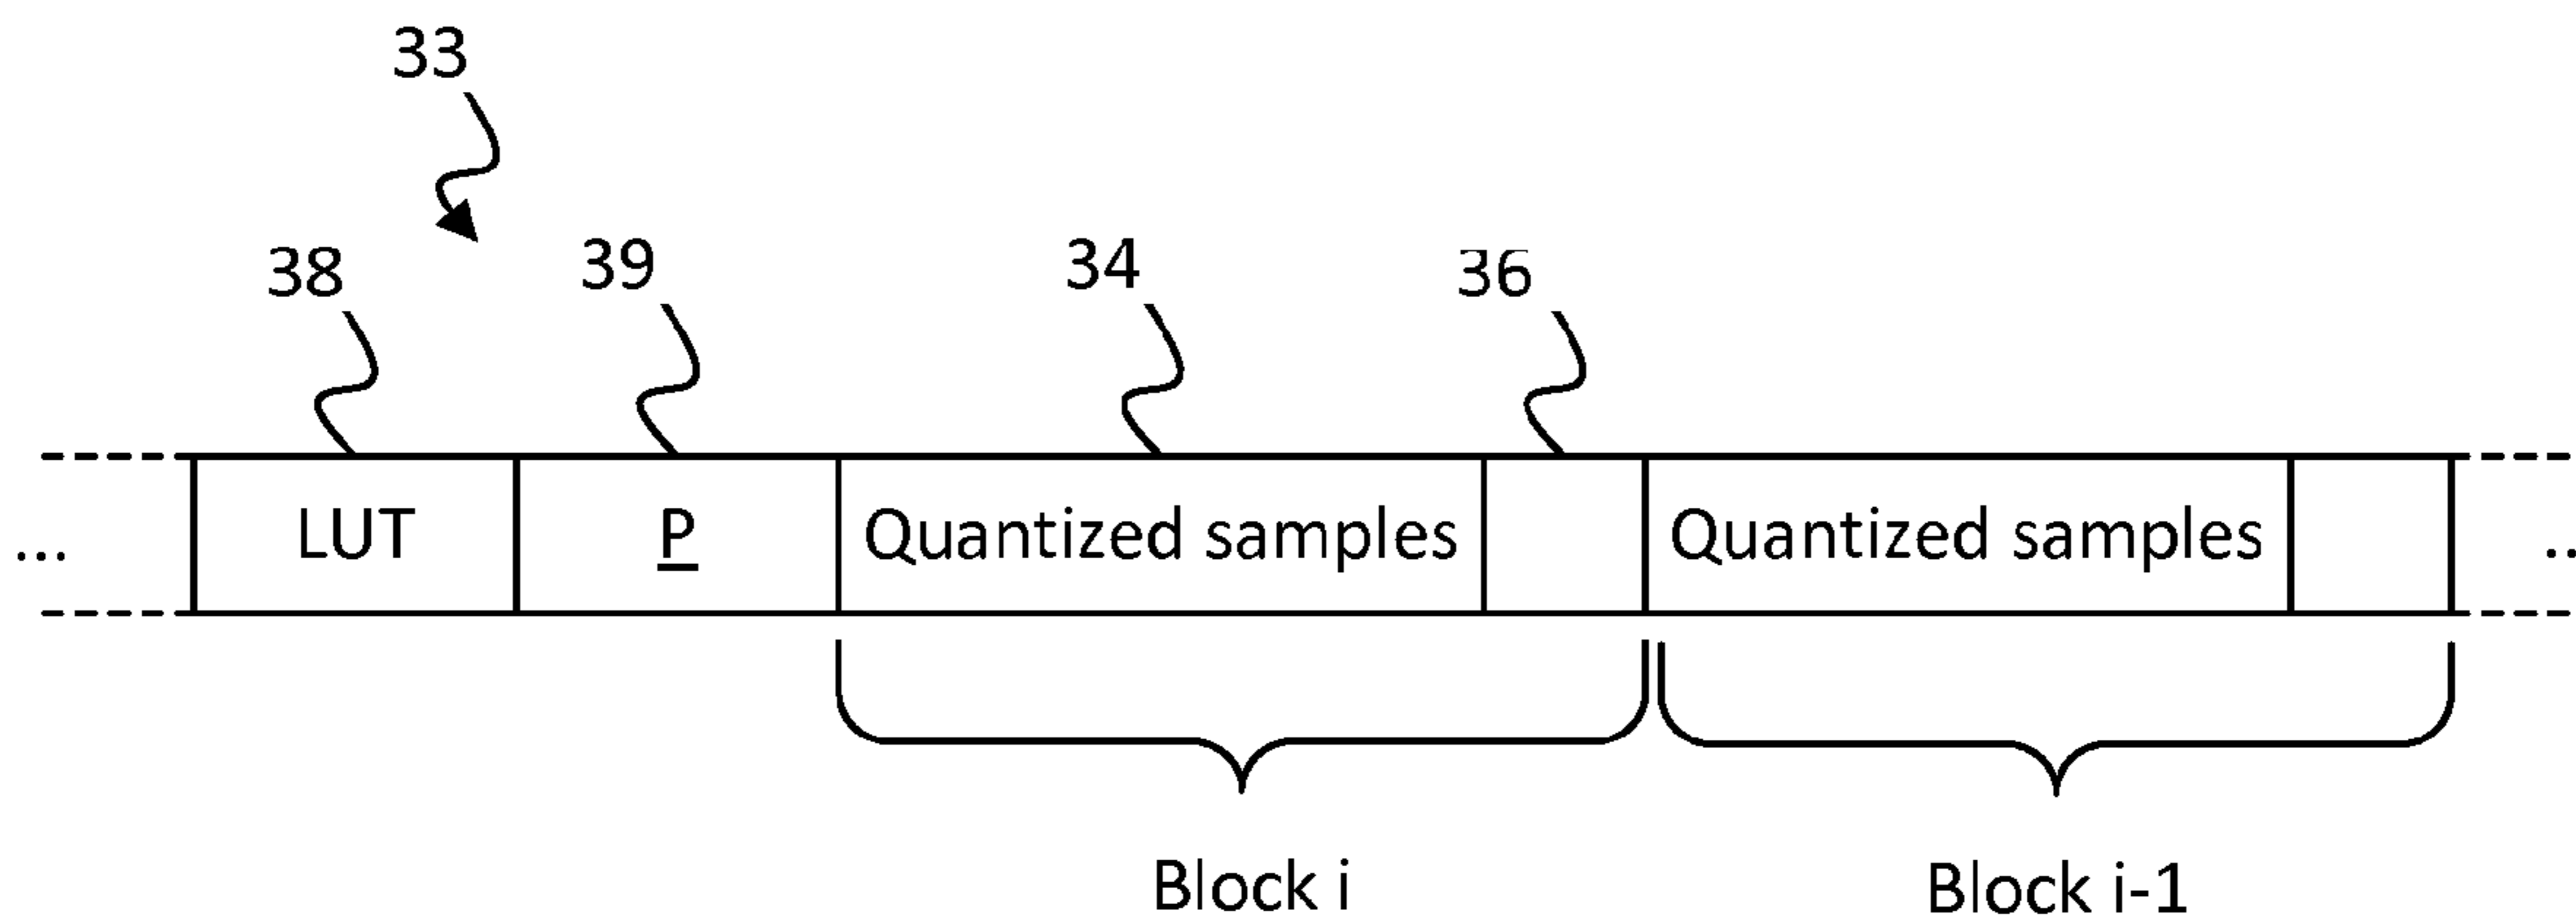 33
38 39 34 36
... LUT P Quantized samples Quantized samples ..
Block i Block i-1